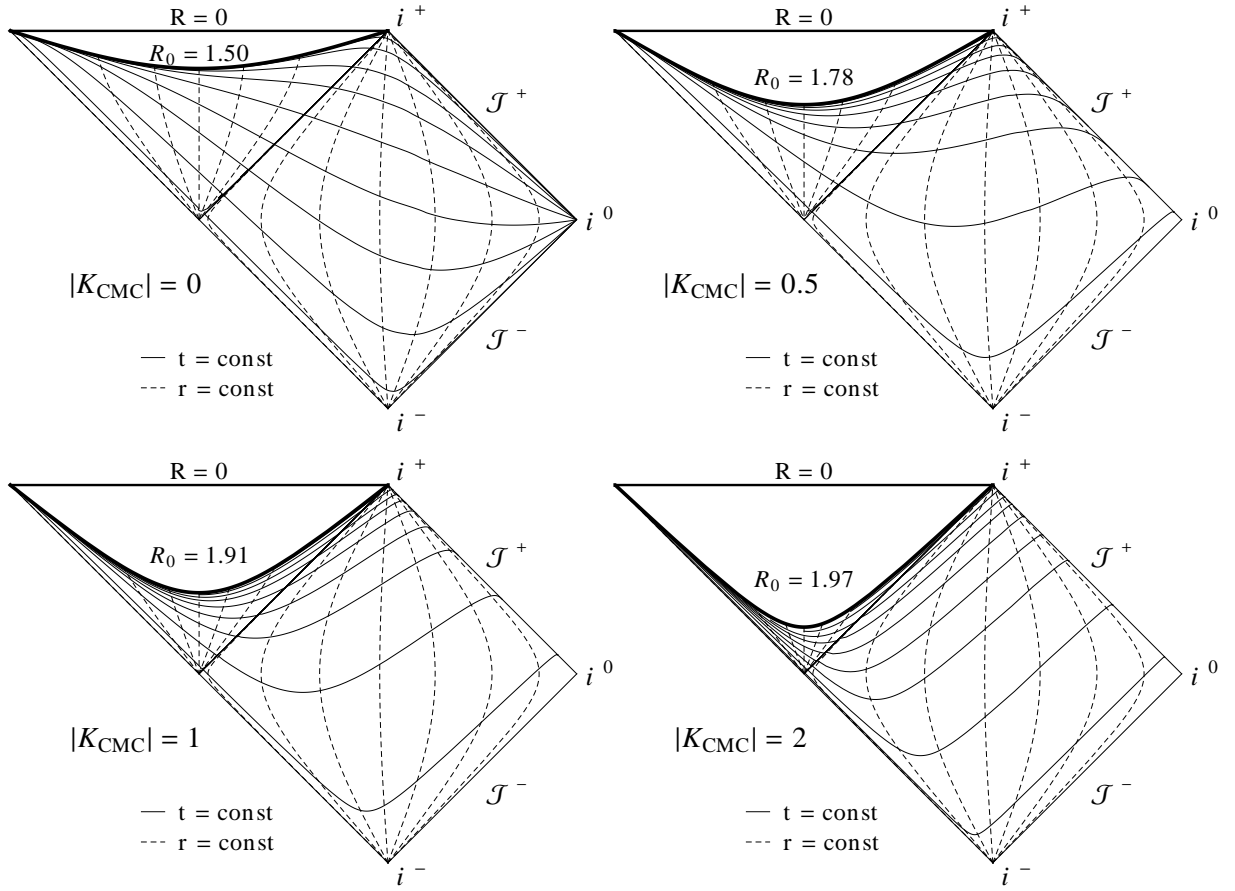 R = 0
i +
R0 = 1.50
𝒥 +
i 0
|KCMC| = 0
𝒥 −
t = const
r = const
i −
R = 0
i +
R0 = 1.78
𝒥 +
i 0
|KCMC| = 0.5
𝒥 −
t = const
r = const
i −
R = 0
i +
R0 = 1.91
𝒥 +
i 0
|KCMC| = 1
𝒥 −
t = const
r = const
i −
R = 0
i +
R0 = 1.97
𝒥 +
i 0
|KCMC| = 2
𝒥 −
t = const
r = const
i −